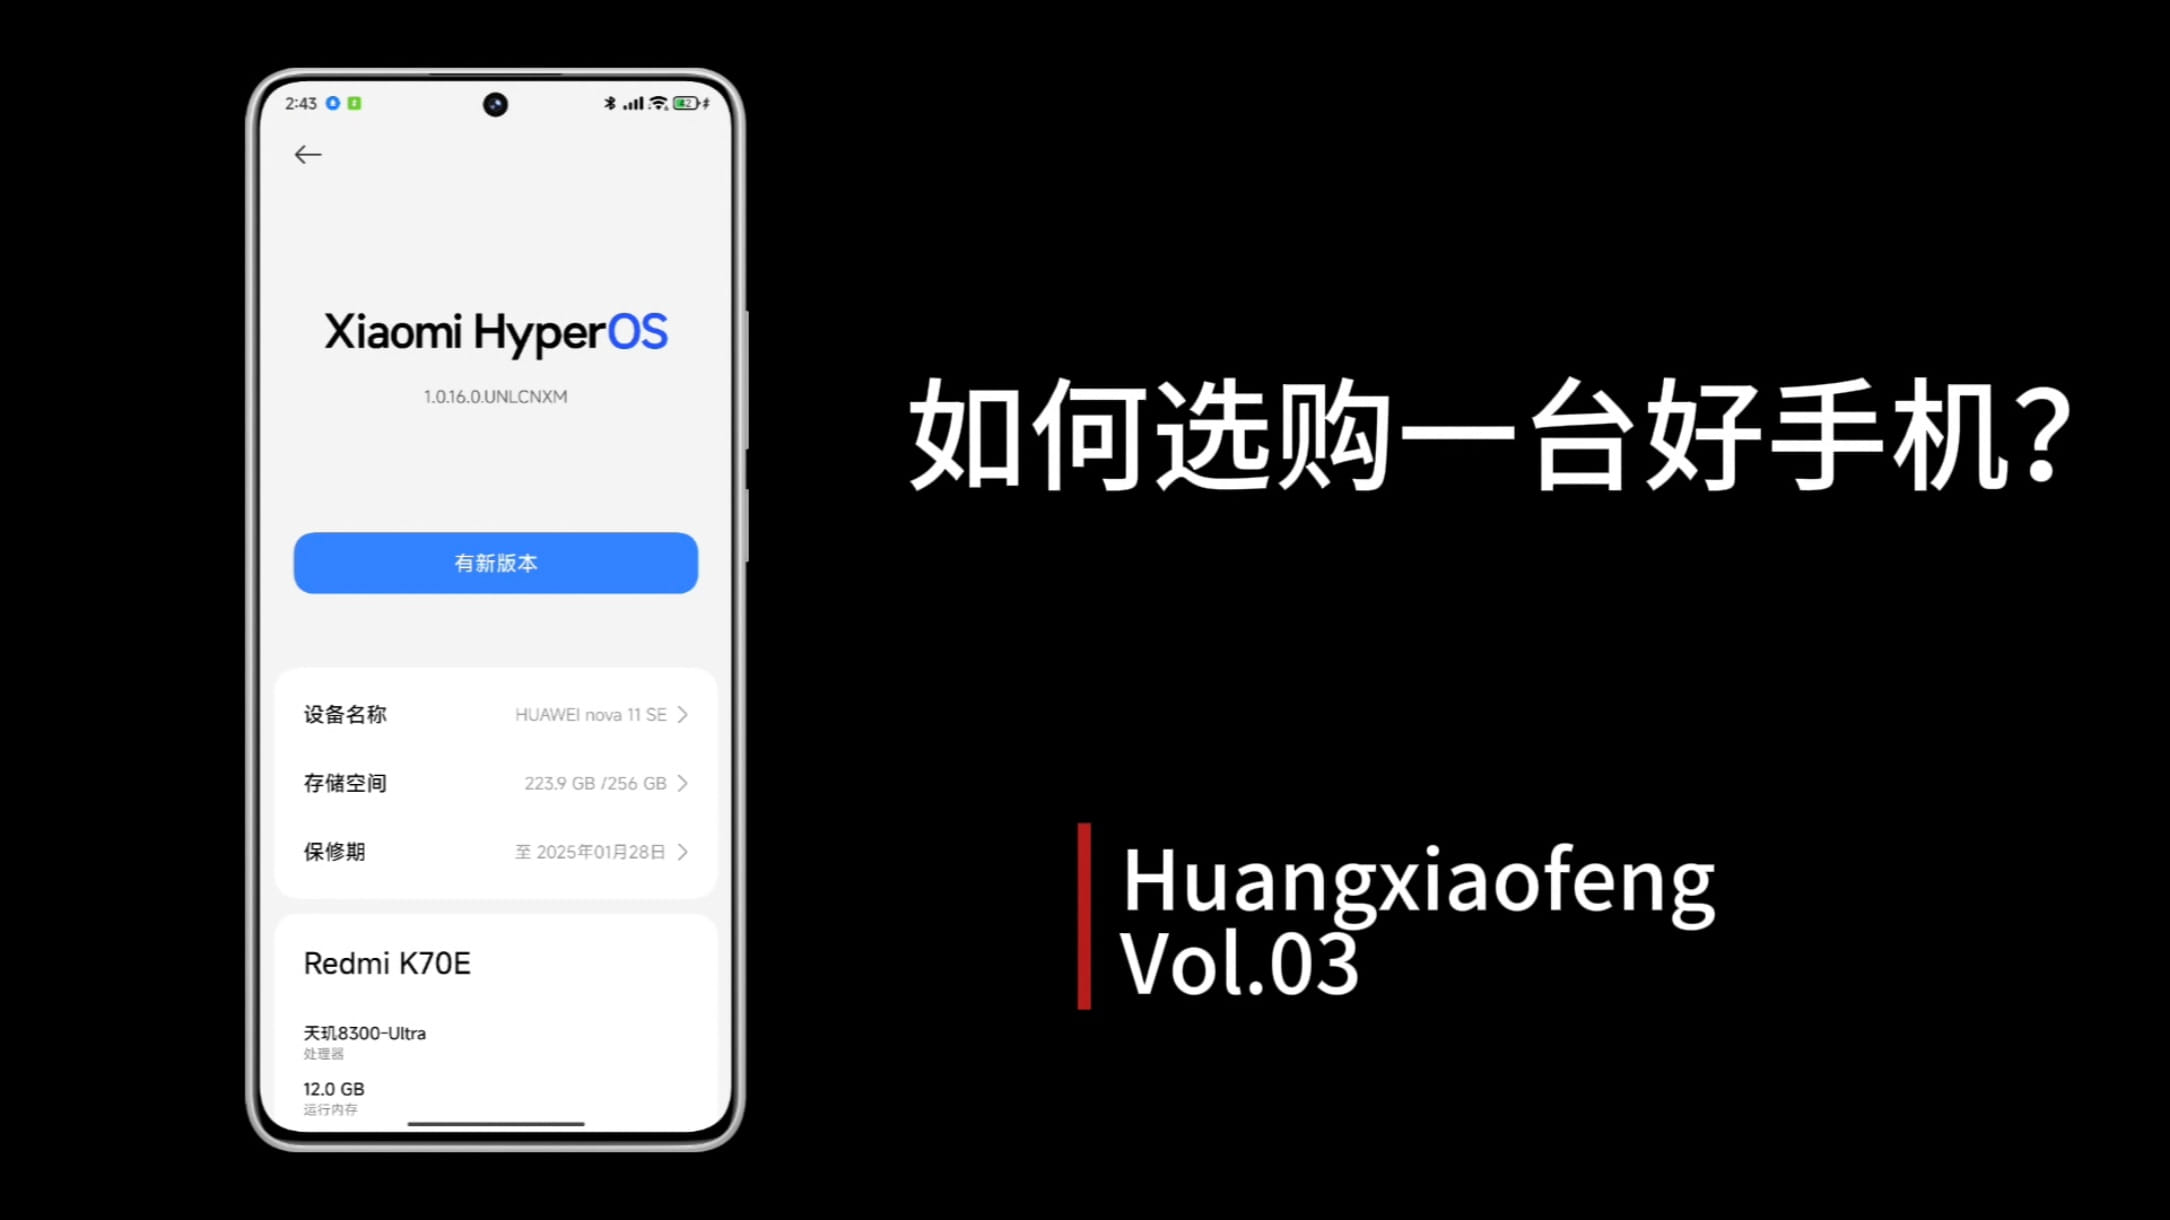 2:43
42
Xiaomi HyperOS
1.0.16.0.UNLCNXM
有新版本
设备名称 HUAWEI nova 11 SE
存储空间 223.9 GB /256 GB
保修期 至 2025年01月28日
Redmi K70E
天玑8300-Ultra
处理器
12.0 GB
运行内存
如何选购一台好手机?
Huangxiaofeng
Vol.03